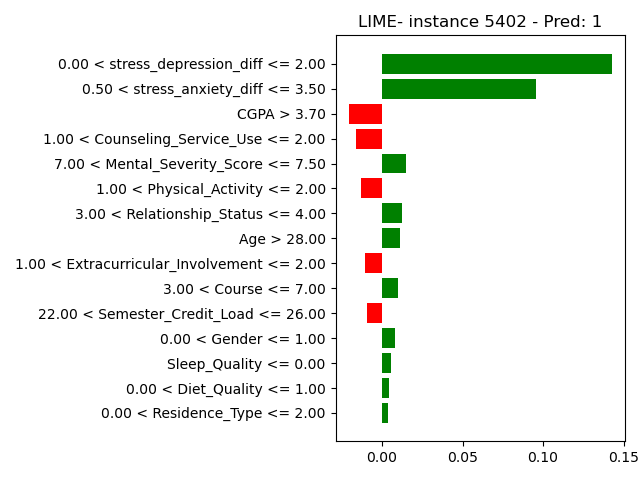 LIME- instance 5402 - Pred: 1
0.00 < stress_depression_diff <= 2.00
0.50 < stress_anxiety_diff <= 3.50
CGPA > 3.70
1.00 < Counseling_Service_Use <= 2.00
7.00 < Mental_Severity_Score <= 7.50
1.00 < Physical_Activity <= 2.00
3.00 < Relationship_Status <= 4.00
Age > 28.00
1.00 < Extracurricular_Involvement <= 2.00
3.00 < Course <= 7.00
22.00 < Semester_Credit_Load <= 26.00
0.00 < Gender <= 1.00
Sleep_Quality <= 0.00
0.00 < Diet_Quality <= 1.00
0.00 < Residence_Type <= 2.00
0.00 0.05 0.10 0.15